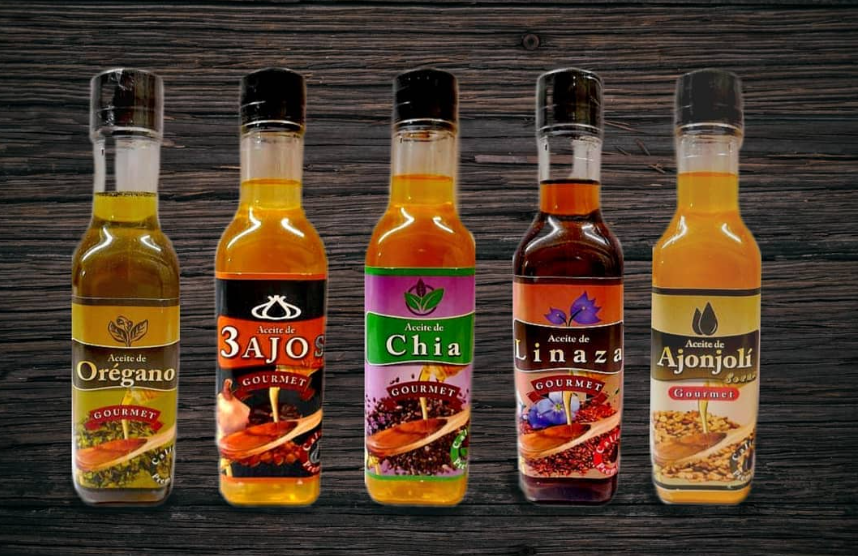 Aceite de
Orégano
GOURMET
Aceite de
3AJOS
GOURMET
Aceite de
Chia
GOURMET
Aceite de
Linaza
GOURMET
Aceite de
Ajonjolí
Gourmet